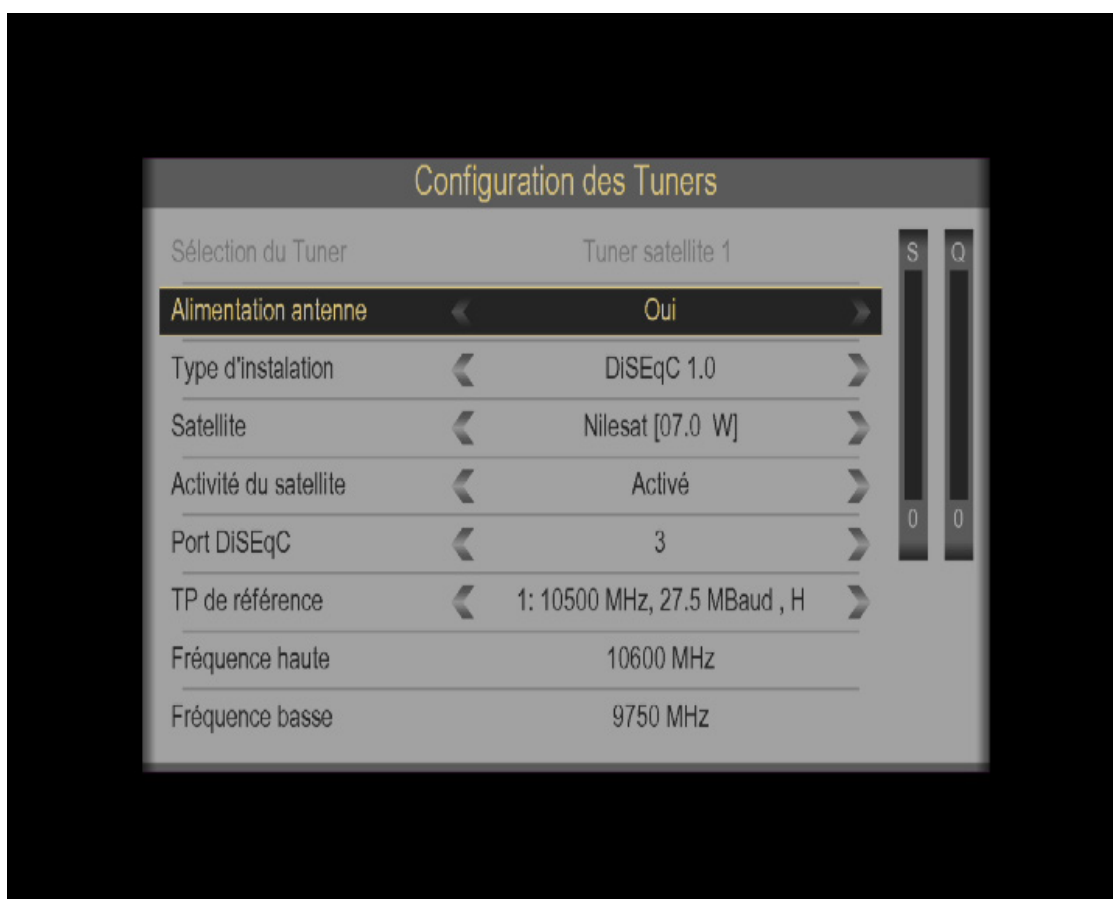 Configuration des Tuners
Sélection du Tuner Tuner satellite 1
Alimentation antenne Oui
Type d'instalation DiSEqC 1.0
Satellite Nilesat [07.0 W]
Activité du satellite Activé
Port DiSEqC 3
TP de référence 1: 10500 MHz, 27.5 MBaud , H
Fréquence haute 10600 MHz
Fréquence basse 9750 MHz
S Q
0 0